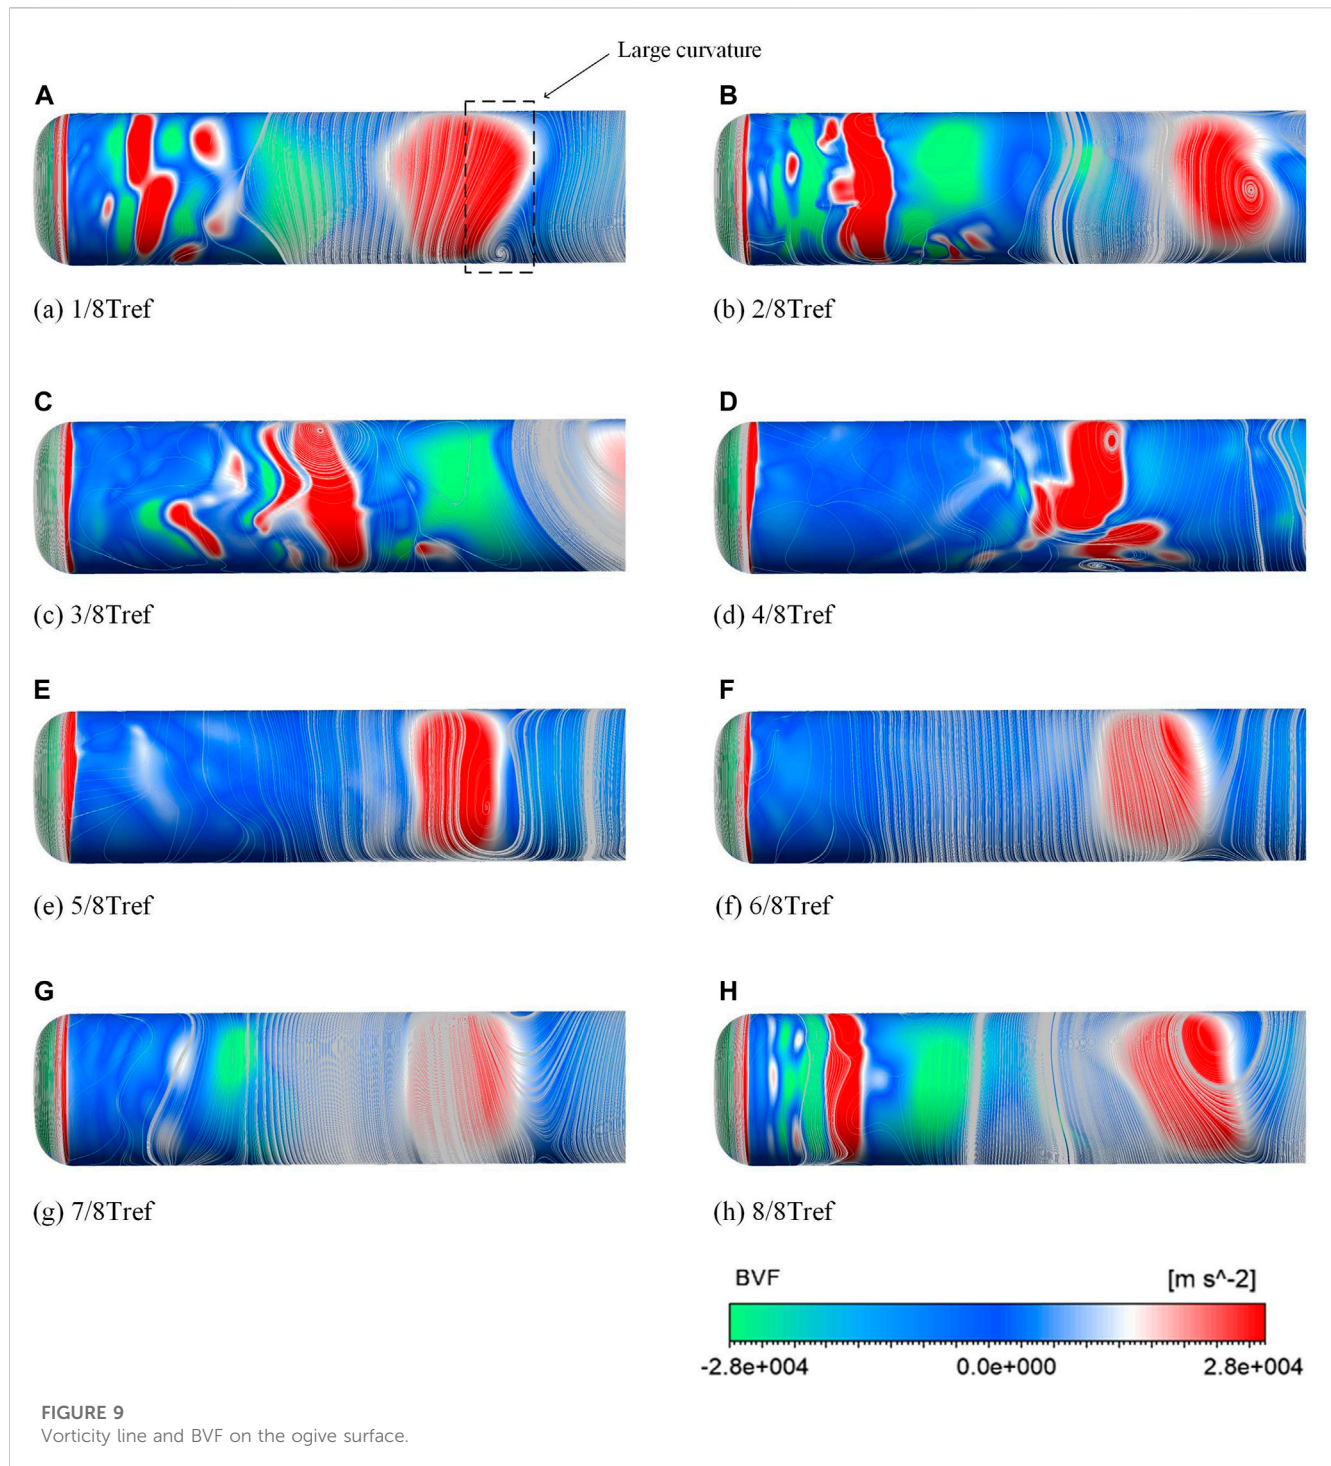 Large curvature
A
B
(a) 1/8Tref
(b) 2/8Tref
C
D
(c) 3/8Tref
(d) 4/8Tref
E
F
(e) 5/8Tref
(f) 6/8Tref
G
H
(g) 7/8Tref
(h) 8/8Tref
BVF [m s^-2]
-2.8e+004 0.0e+000 2.8e+004
FIGURE 9
Vorticity line and BVF on the ogive surface.